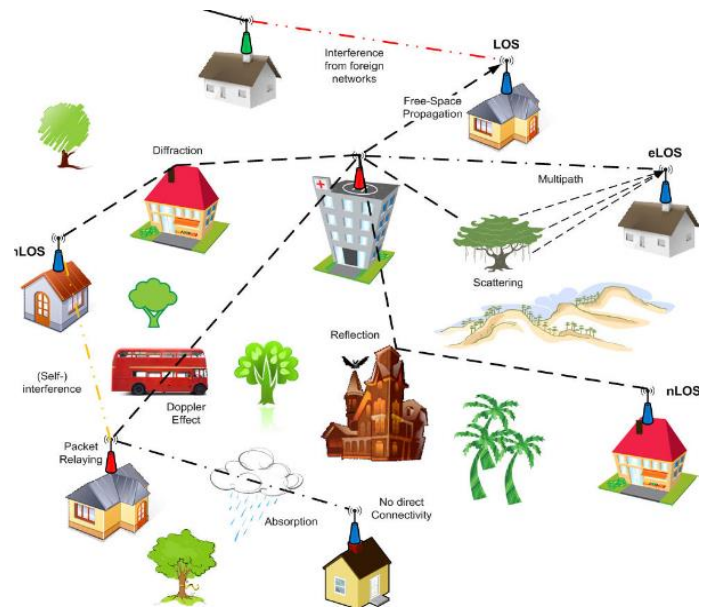 Interference
from foreign
networks
LOS
Free-Space
Propagation
Diffraction
eLOS
Multipath
nLOS
Scattering
Reflection
(Self-)
interference
Doppler
Effect
nLOS
Packet
Relaying
No direct
Connectivity
Absorption